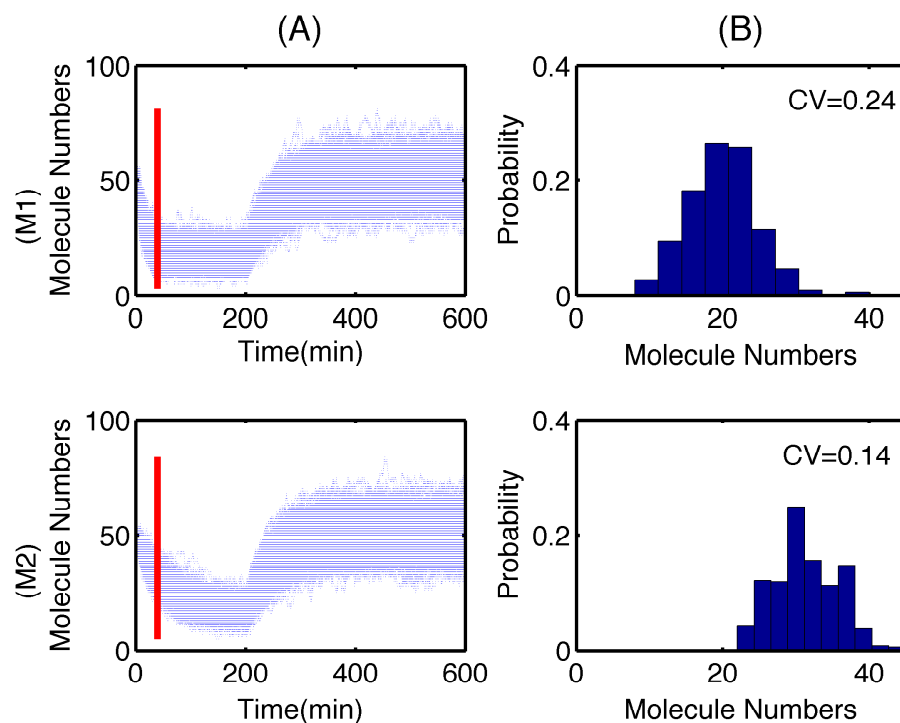 (A)
(B)
(M1)
Molecule Numbers
100
50
0
0
200
400
600
Time(min)
Probability
0.4
0.2
0
CV=0.24
0
20
40
Molecule Numbers
(M2)
Molecule Numbers
100
50
0
0
200
400
600
Time(min)
Probability
0.4
0.2
0
CV=0.14
0
20
40
Molecule Numbers